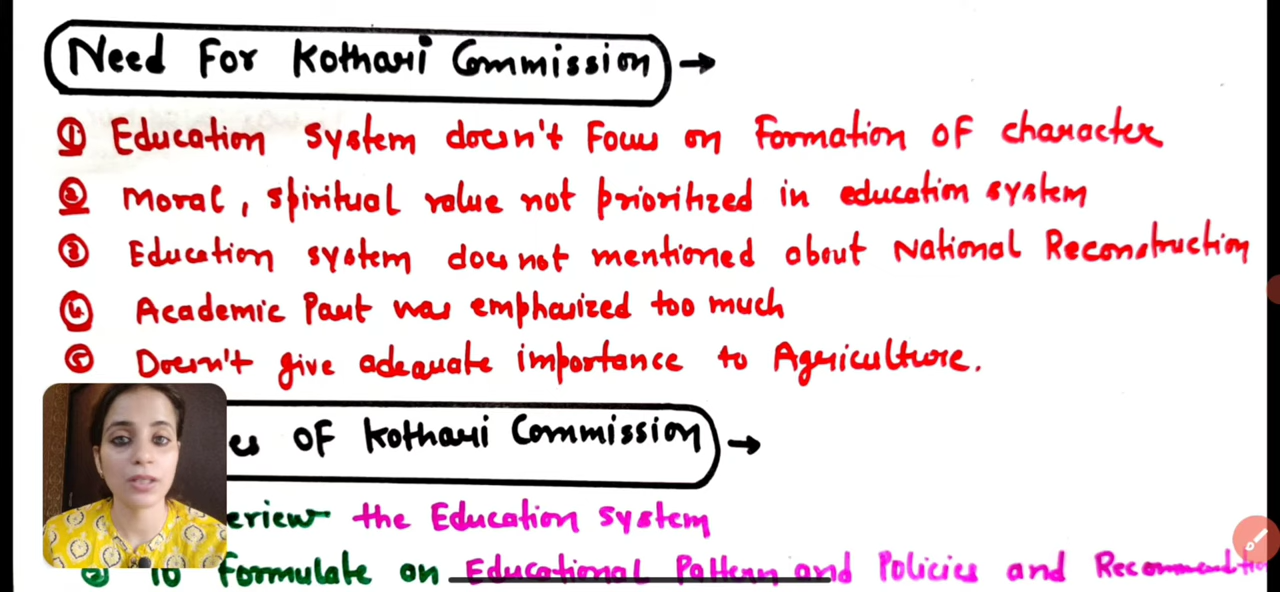 Need For Kothari Commission →
① Education system doesn't Focus on Formation OF character
② Moral, spiritual value not prioritized in education system
③ Education system does not mentioned about National Reconstruction
④ Academic Part was emphasized too much
⑤ Doesn't give adequate importance to Agriculture.
OF Kothari Commission →
the Education system
② To Formulate on Educational Pattern and Policies and